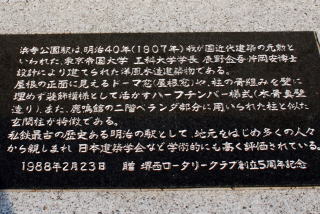 浜寺公園駅は、明治40年(1907年)我が国近代建築の元勲と
いわれた、東京帝国大学 工科大学学長 辰野金吾・片岡安博士
設計により建てられた洋風木造建築物である。
屋根の正面に見えるドーマ窓(屋根窓)や、柱の骨組みを壁に
埋めず装飾模様として活かすハーフチンバー様式(木骨真壁
造り)、また、鹿鳴館の二階ベランダ部分に用いられた柱と似た
玄関柱が特徴である。
私鉄最古の歴史ある明治の駅として、地元をはじめ多くの人々
から親しまれ 日本建築学会など学術的にも高く評価されている。
1988年2月23日 贈 堺西ロータリークラブ創立5周年記念